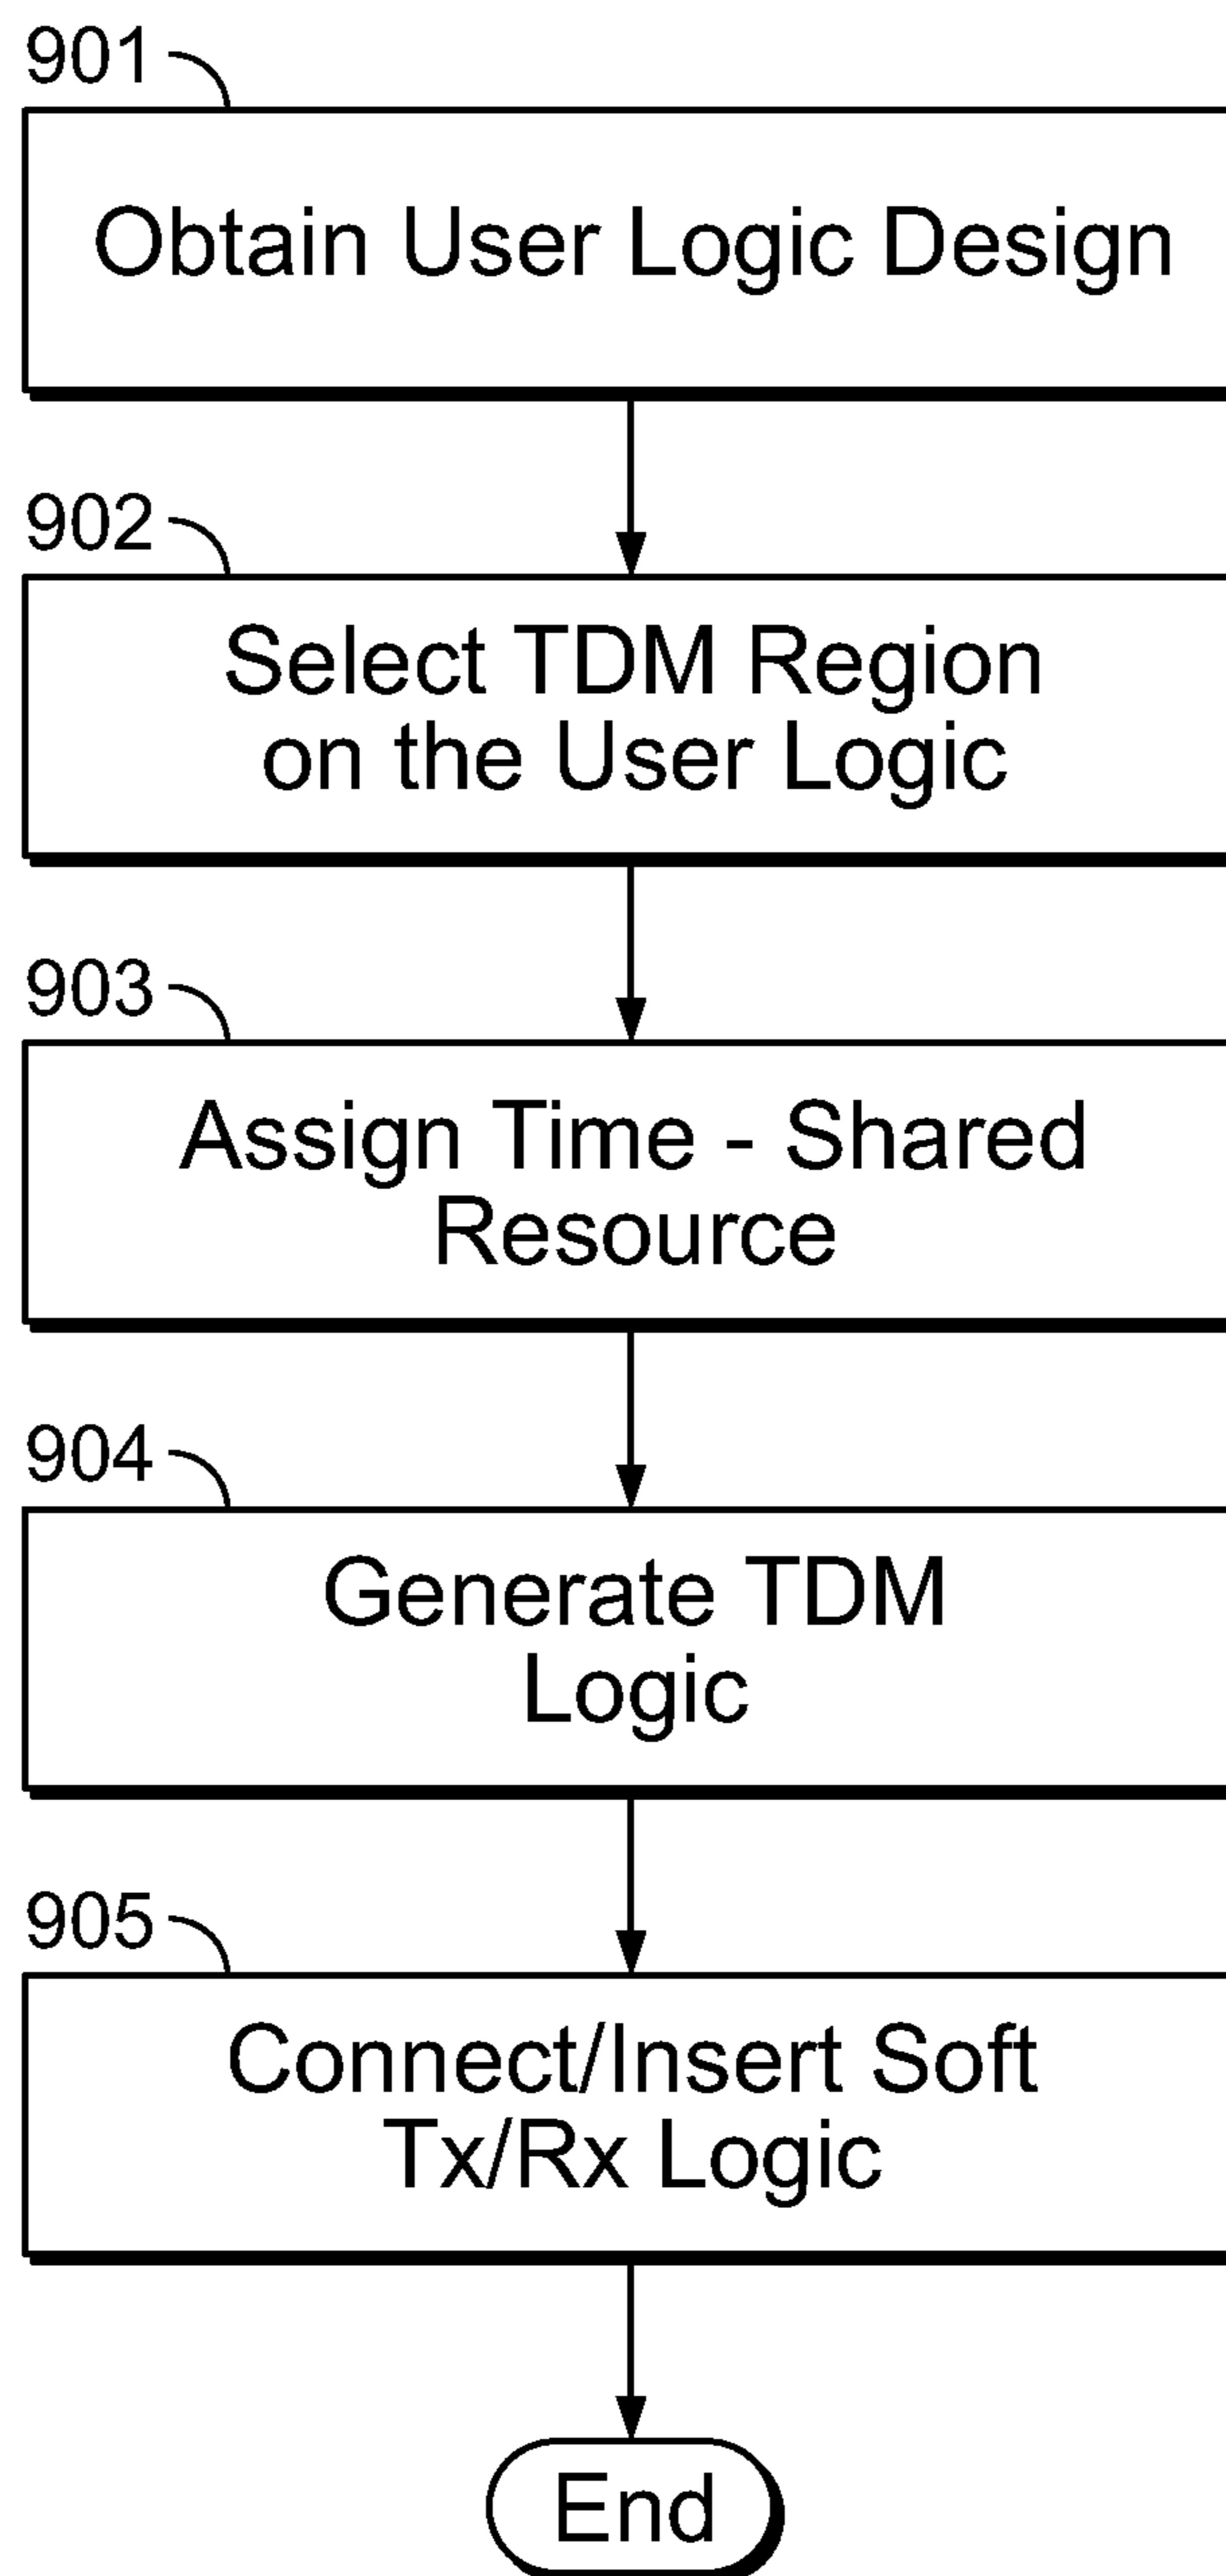 901
Obtain User Logic Design
902
Select TDM Region
on the User Logic
903
Assign Time - Shared
Resource
904
Generate TDM
Logic
905
Connect/Insert Soft
Tx/Rx Logic
End